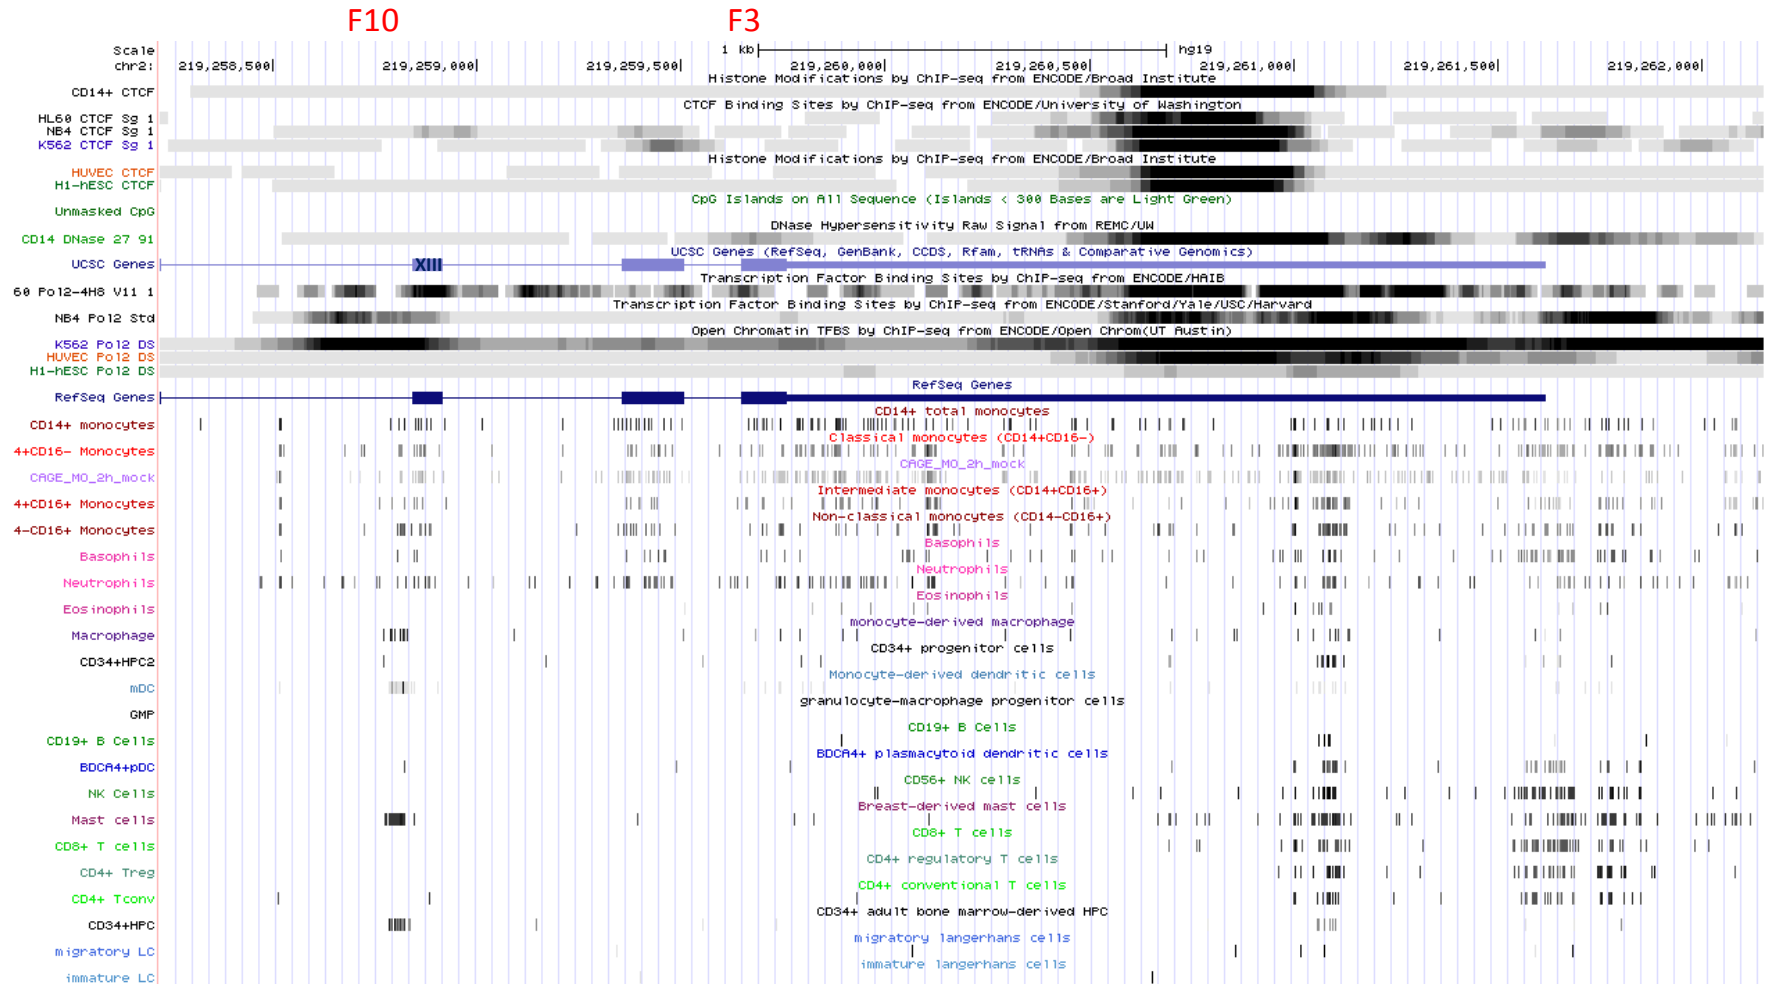 F10 F3
Scale 1 kb hg19
chr2: 219,258,500 219,259,000 219,259,500 219,260,000 219,260,500 219,261,000 219,261,500 219,262,000
Histone Modifications by ChIP-seq from ENCODE/Broad Institute
CD14+ CTCF
CTCF Binding Sites by ChIP-seq from ENCODE/University of Washington
HL60 CTCF Sg 1
NB4 CTCF Sg 1
K562 CTCF Sg 1
Histone Modifications by ChIP-seq from ENCODE/Broad Institute
HUVEC CTCF
H1-hESC CTCF
CpG Islands on All Sequence (Islands < 300 Bases are Light Green)
Unmasked CpG
DNase Hypersensitivity Raw Signal from REMC/UW
CD14 DNase 27 91
UCSC Genes (RefSeq, GenBank, CCDS, Rfam, tRNAs & Comparative Genomics)
UCSC Genes XIII
Transcription Factor Binding Sites by ChIP-seq from ENCODE/HAIB
60 Pol2-4H8 V11 1
Transcription Factor Binding Sites by ChIP-seq from ENCODE/Stanford/Yale/USC/Harvard
NB4 Pol2 Std
Open Chromatin TFBS by ChIP-seq from ENCODE/Open Chrom(UT Austin)
K562 Pol2 DS
HUVEC Pol2 DS
H1-hESC Pol2 DS
RefSeq Genes
RefSeq Genes
CD14+ total monocytes
CD14+ monocytes
Classical monocytes (CD14+CD16-)
4+CD16- Monocytes
CAGE_MO_2h_mock
CAGE_MO_2h_mock
Intermediate monocytes (CD14+CD16+)
4+CD16+ Monocytes
Non-classical monocytes (CD14-CD16+)
4-CD16+ Monocytes
Basophils
Basophils
Neutrophils
Neutrophils
Eosinophils
Eosinophils
monocyte-derived macrophage
Macrophage
CD34+ progenitor cells
CD34+HPC2
Monocyte-derived dendritic cells
mDC
granulocyte-macrophage progenitor cells
GMP
CD19+ B Cells
CD19+ B Cells
BDCA4+ plasmacytoid dendritic cells
BDCA4+pDC
CD56+ NK cells
NK Cells
Breast-derived mast cells
Mast cells
CD8+ T cells
CD8+ T cells
CD4+ regulatory T cells
CD4+ Treg
CD4+ conventional T cells
CD4+ Tconv
CD34+ adult bone marrow-derived HPC
CD34+HPC
migratory langerhans cells
migratory LC
immature langerhans cells
immature LC